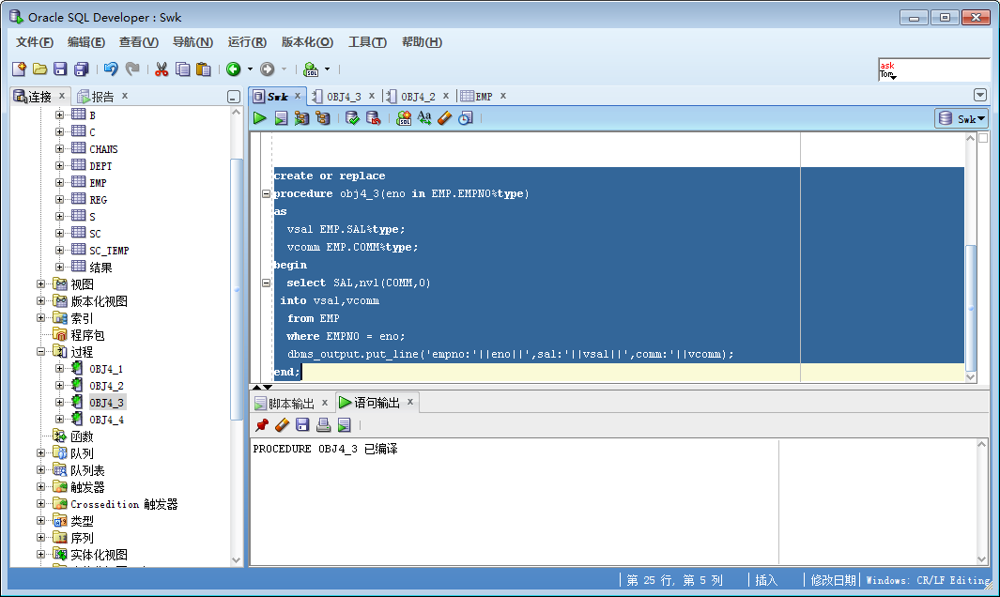 Oracle SQL Developer : Swk
文件(F) 编辑(E) 查看(V) 导航(N) 运行(R) 版本化(O) 工具(T) 帮助(H)
ask
Tom
连接 x 报告 x
B
C
CHANS
DEPT
EMP
REG
S
SC
SC_TEMP
结果
视图
版本化视图
索引
程序包
过程
OBJ4_1
OBJ4_2
OBJ4_3
OBJ4_4
函数
队列
队列表
触发器
Crossedition 触发器
类型
序列
实体化视图
Swk x OBJ4_3 x OBJ4_2 x EMP x
Swk
create or replace
procedure obj4_3(eno in EMP.EMPNO%type)
as
vsal EMP.SAL%type;
vcomm EMP.COMM%type;
begin
select SAL,nvl(COMM,0)
into vsal,vcomm
from EMP
where EMPNO = eno;
dbms_output.put_line('empno:'||eno||',sal:'||vsal||',comm:'||vcomm);
end;
脚本输出 x 语句输出 x
PROCEDURE OBJ4_3 已编译
第 25 行, 第 5 列 插入 修改日期 Windows: CR/LF Editing